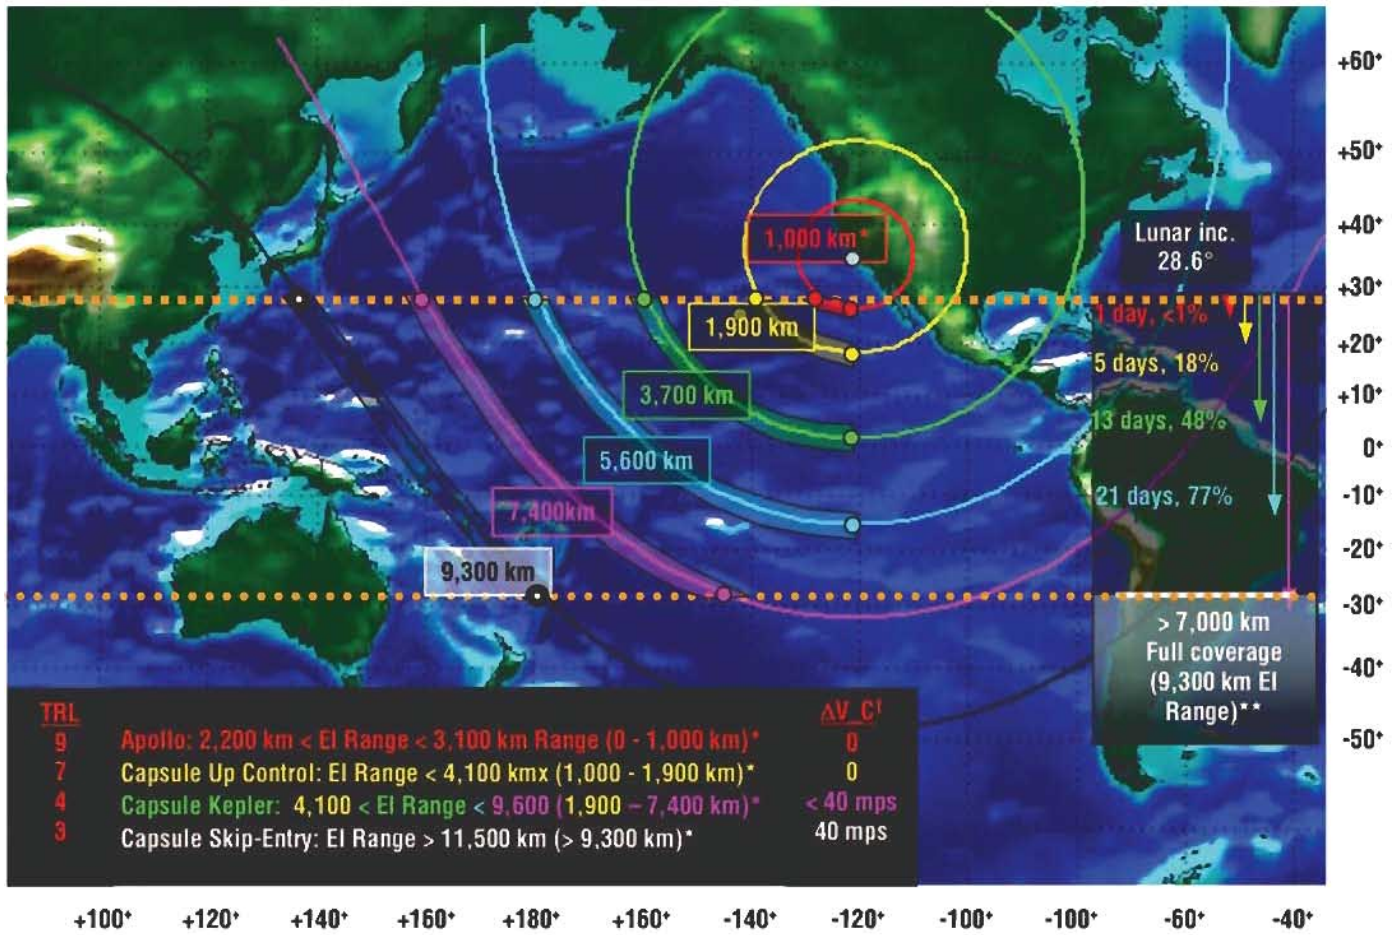 +60°
+50°
+40°
+30°
+20°
+10°
0°
-10°
-20°
-30°
-40°
-50°
1,000 km*
1,900 km
3,700 km
5,600 km
7,400km
9,300 km
Lunar inc.
28.6°
1 day, <1%
5 days, 18%
13 days, 48%
21 days, 77%
> 7,000 km
Full coverage
(9,300 km EI
Range)**
TRL ΔV_C†
9 Apollo: 2,200 km < EI Range < 3,100 km Range (0 - 1,000 km)* 0
7 Capsule Up Control: EI Range < 4,100 kmx (1,000 - 1,900 km)* 0
4 Capsule Kepler: 4,100 < EI Range < 9,600 (1,900 – 7,400 km)* < 40 mps
3 Capsule Skip-Entry: EI Range > 11,500 km (> 9,300 km)* 40 mps
+100° +120° +140° +160° +180° +160° -140° -120° -100° -100° -60° -40°